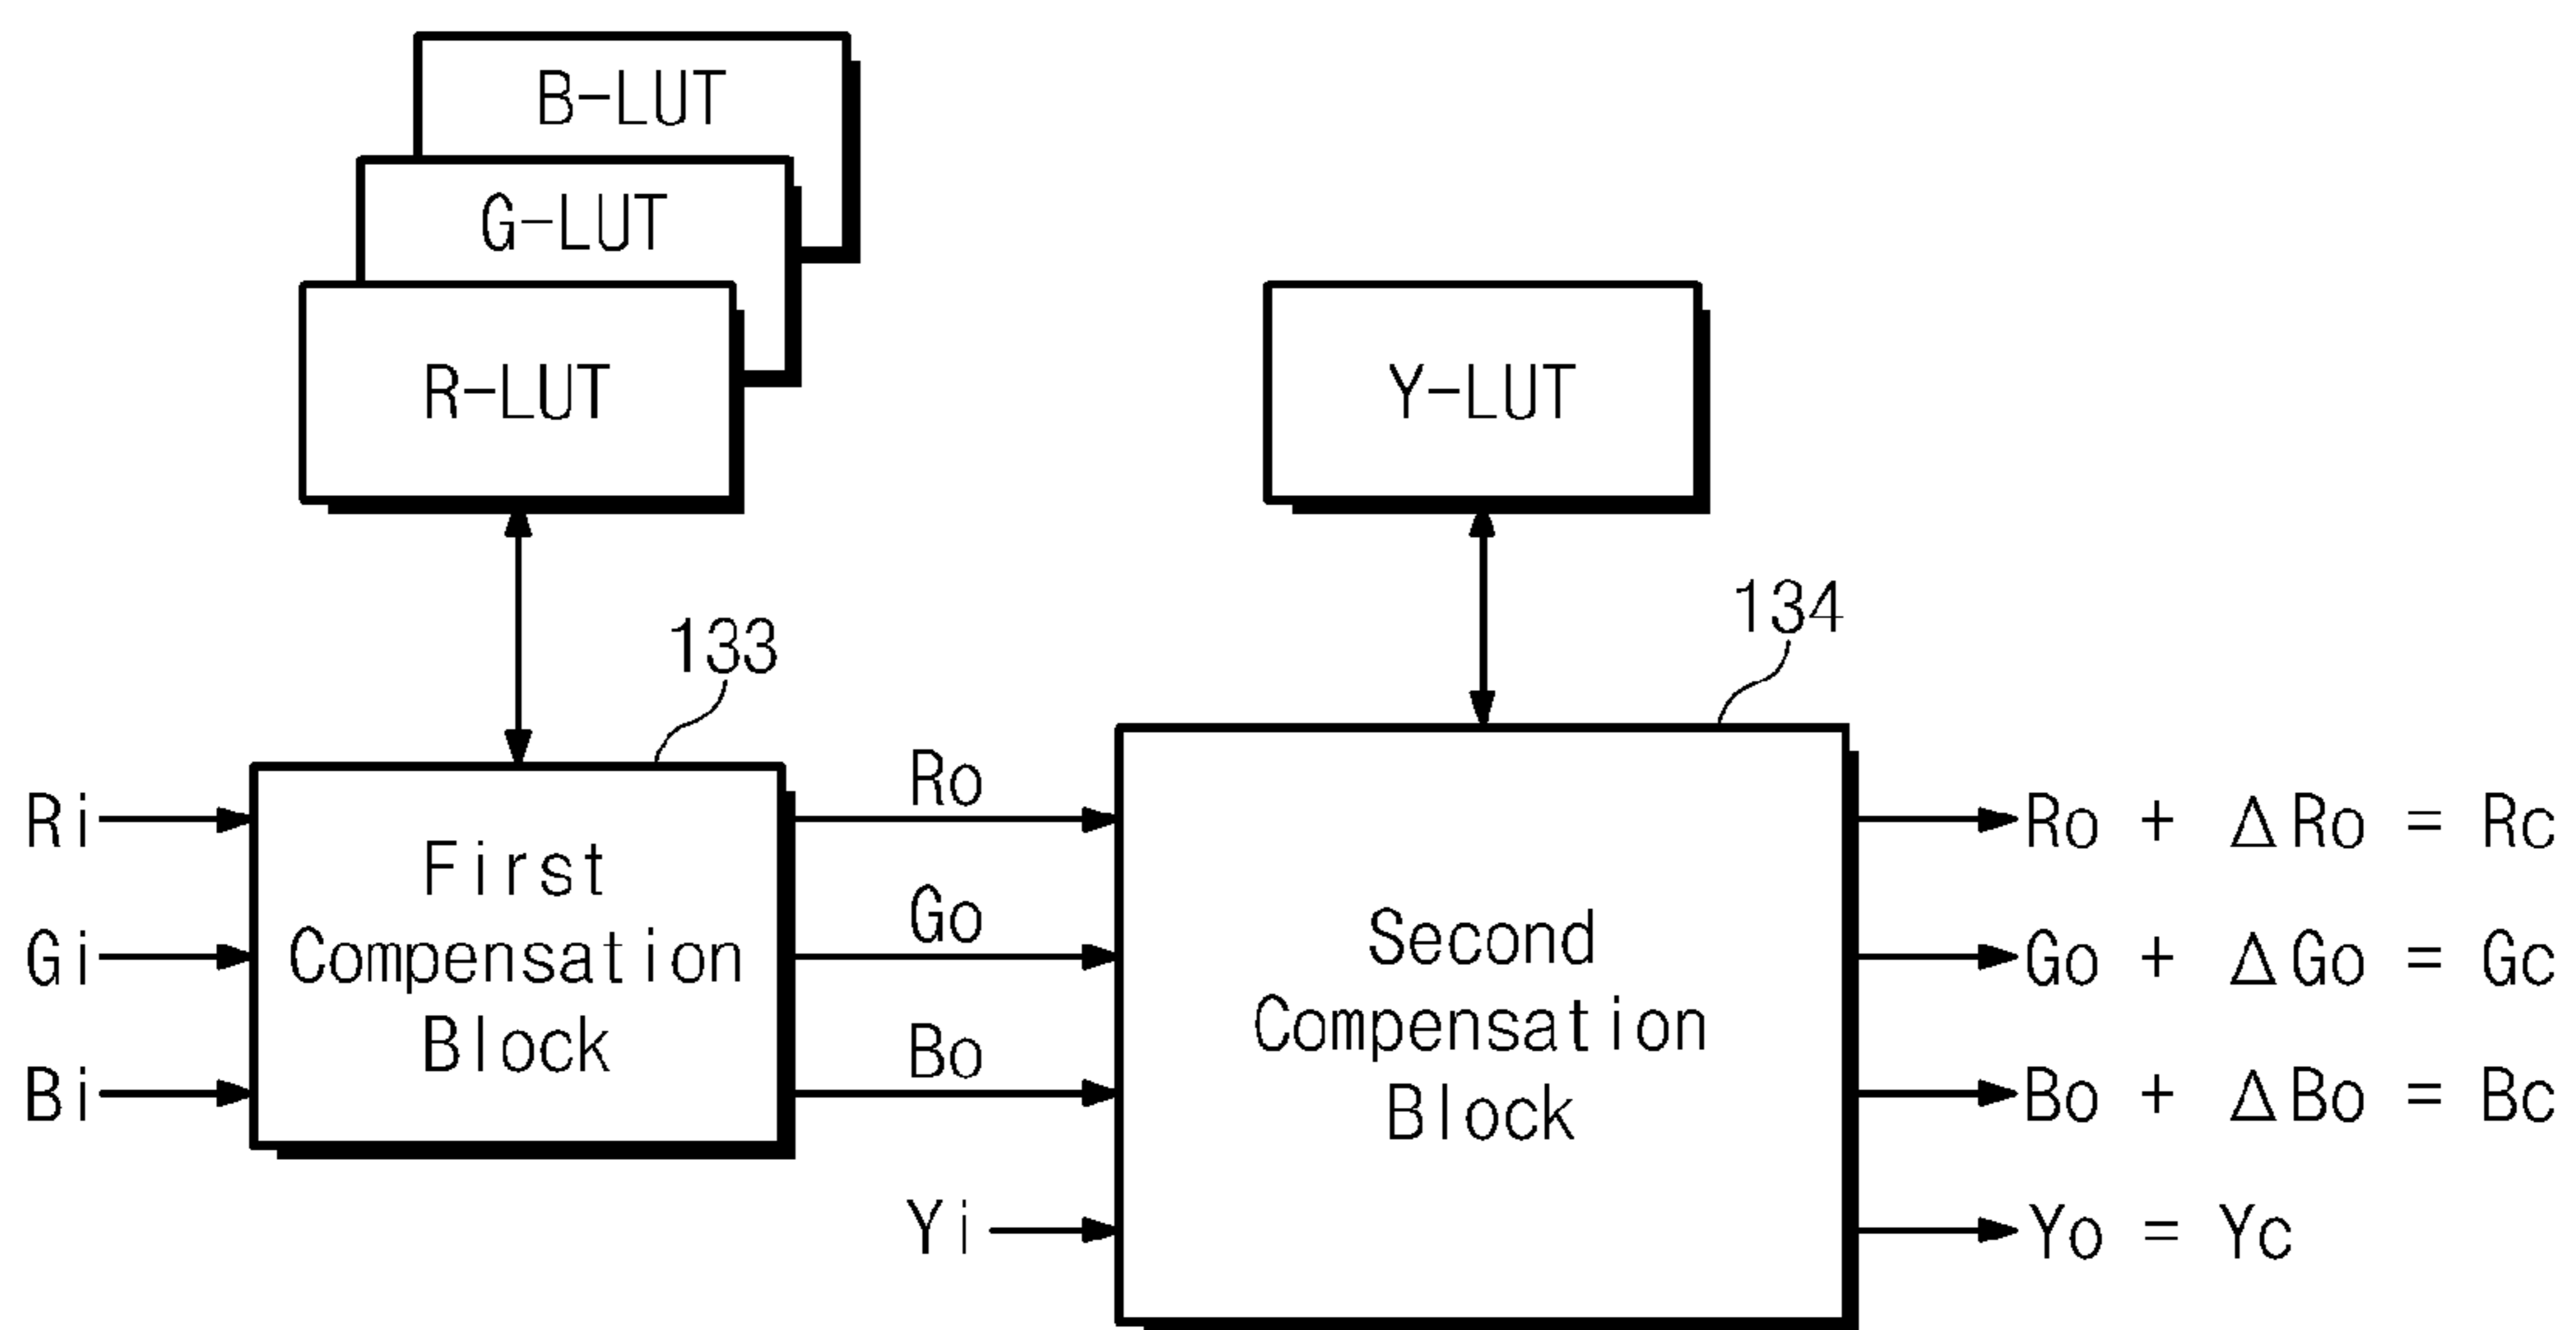 B-LUT
G-LUT
R-LUT
Y-LUT
133
134
Ri
Gi
Bi
First
Compensation
Block
Ro
Go
Bo
Yi
Second
Compensation
Block
Ro + ΔRo = Rc
Go + ΔGo = Gc
Bo + ΔBo = Bc
Yo = Yc